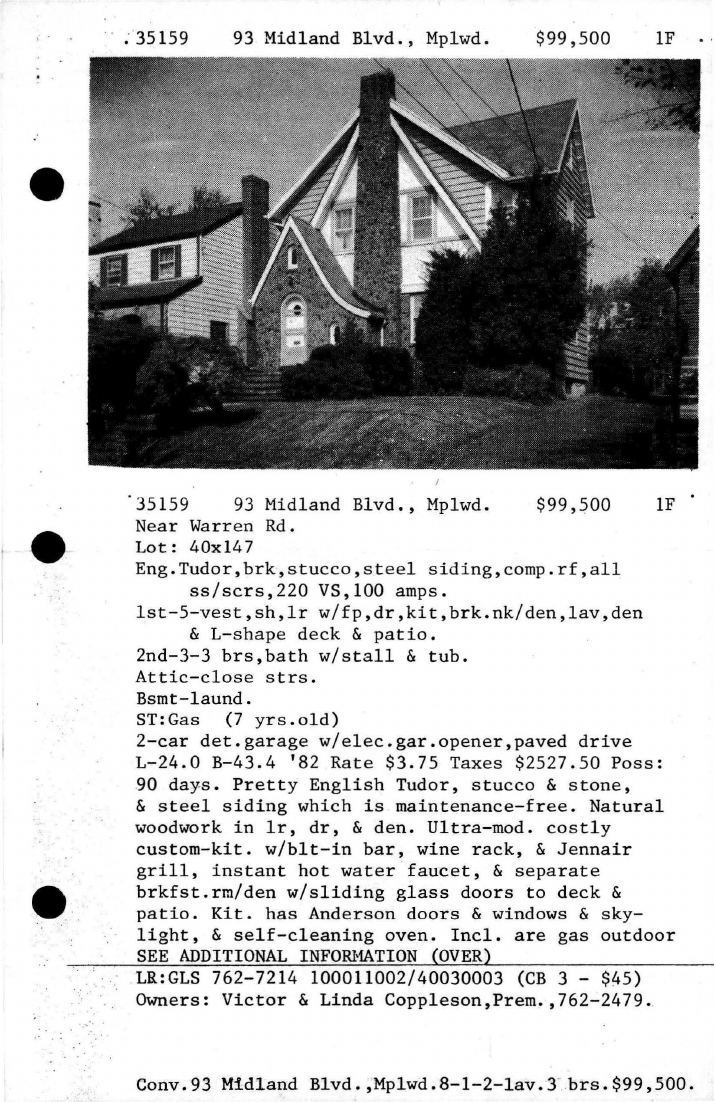 35159 93 Midland Blvd., Mplwd. $99,500 1F
35159 93 Midland Blvd., Mplwd. $99,500 1F
Near Warren Rd.
Lot: 40x147
Eng.Tudor,brk,stucco,steel siding,comp.rf,all
ss/scrs,220 VS,100 amps.
1st-5-vest,sh,lr w/fp,dr,kit,brk.nk/den,lav,den
& L-shape deck & patio.
2nd-3-3 brs,bath w/stall & tub.
Attic-close strs.
Bsmt-laund.
ST:Gas (7 yrs.old)
2-car det.garage w/elec.gar.opener,paved drive
L-24.0 B-43.4 '82 Rate $3.75 Taxes $2527.50 Poss:
90 days. Pretty English Tudor, stucco & stone,
& steel siding which is maintenance-free. Natural
woodwork in lr, dr, & den. Ultra-mod. costly
custom-kit. w/blt-in bar, wine rack, & Jennair
grill, instant hot water faucet, & separate
brkfst.rm/den w/sliding glass doors to deck &
patio. Kit. has Anderson doors & windows & sky-
light, & self-cleaning oven. Incl. are gas outdoor
SEE ADDITIONAL INFORMATION (OVER)
LR:GLS 762-7214 100011002/40030003 (CB 3 - $45)
Owners: Victor & Linda Coppleson,Prem.,762-2479.
Conv.93 Midland Blvd.,Mplwd.8-1-2-lav.3 brs.$99,500.